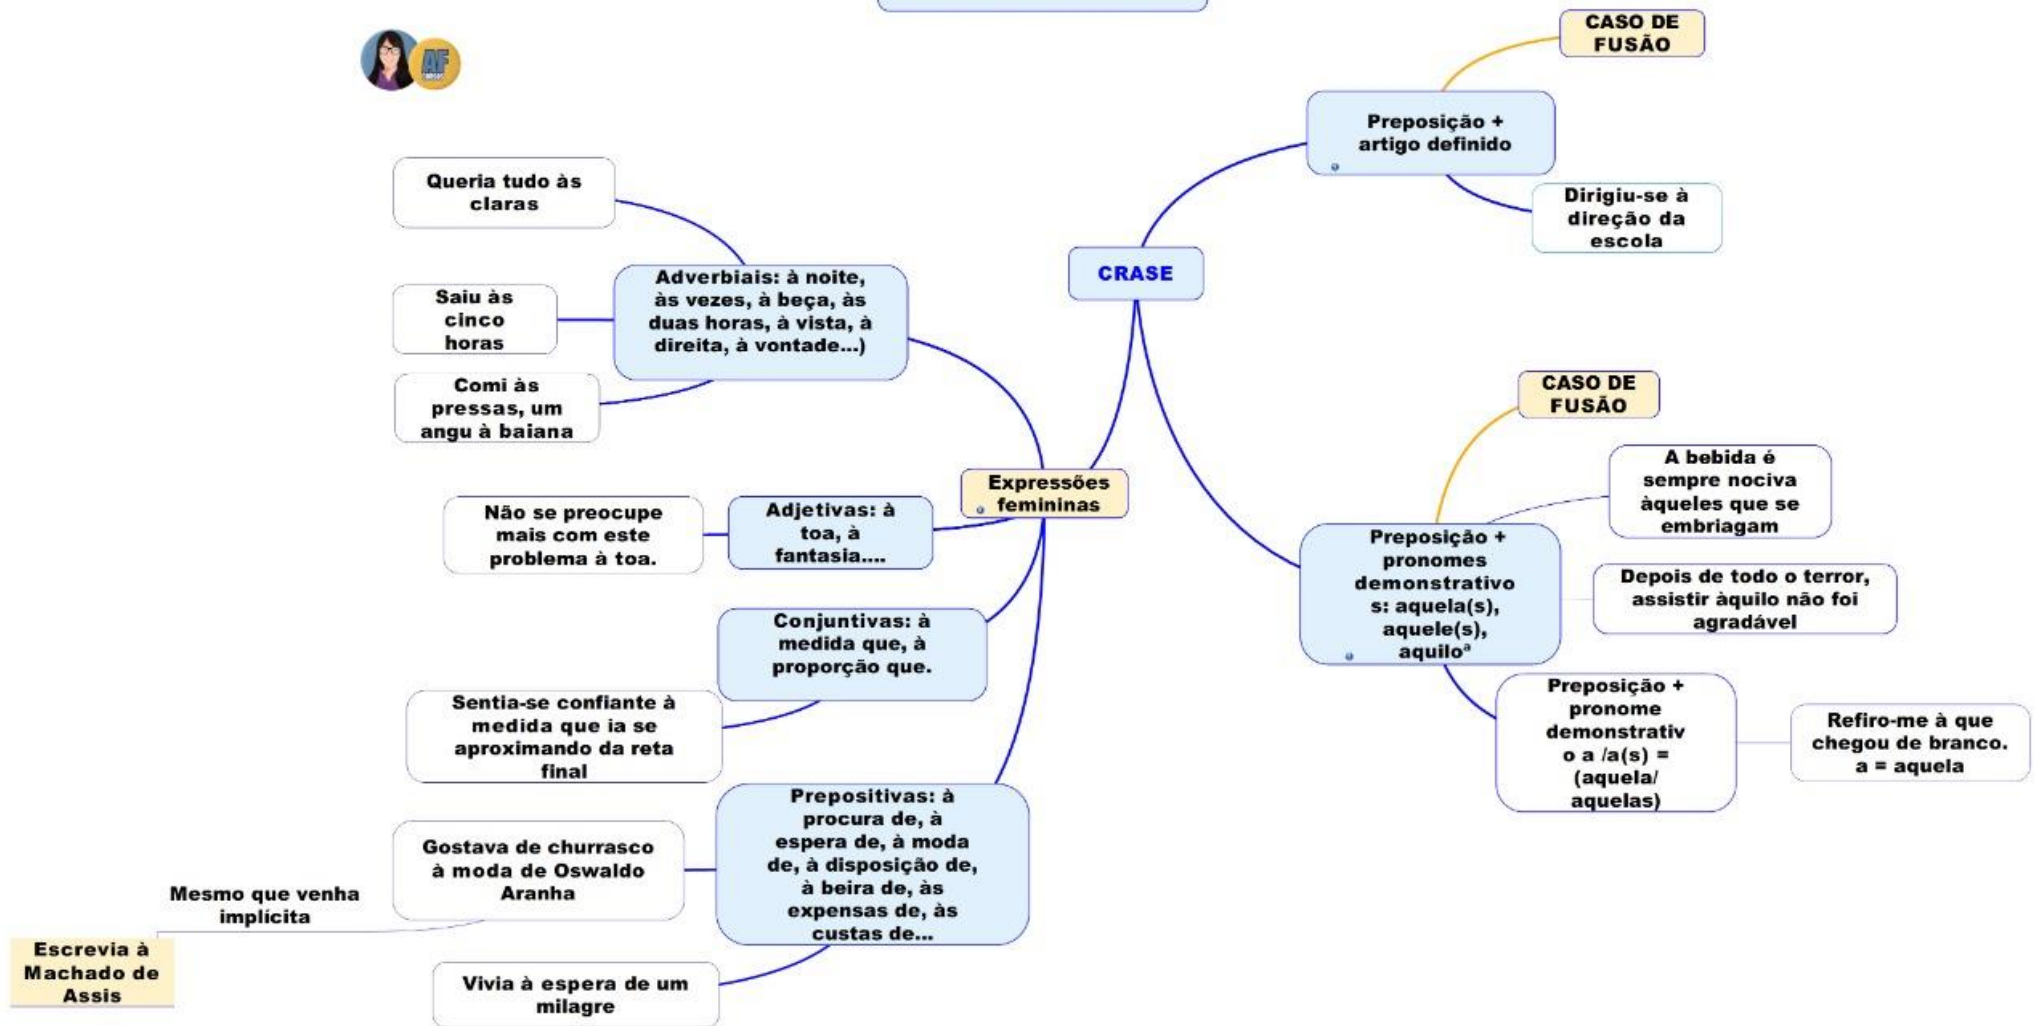 AF
CURSOS
CASO DE
FUSÃO
Preposição +
artigo definido
Dirigiu-se à
direção da
escola
CRASE
Queria tudo às
claras
Adverbiais: à noite,
às vezes, à beça, às
duas horas, à vista, à
direita, à vontade...)
Saiu às
cinco
horas
Comi às
pressas, um
angu à baiana
CASO DE
FUSÃO
A bebida é
sempre nociva
àqueles que se
embriagam
Expressões
femininas
Não se preocupe
mais com este
problema à toa.
Adjetivas: à
toa, à
fantasia....
Preposição +
pronomes
demonstrativo
s: aquela(s),
aquele(s),
aquiloª
Depois de todo o terror,
assistir àquilo não foi
agradável
Conjuntivas: à
medida que, à
proporção que.
Sentia-se confiante à
medida que ia se
aproximando da reta
final
Preposição +
pronome
demonstrativ
o a /a(s) =
(aquela/
aquelas)
Refiro-me à que
chegou de branco.
a = aquela
Prepositivas: à
procura de, à
espera de, à moda
de, à disposição de,
à beira de, às
expensas de, às
custas de...
Gostava de churrasco
à moda de Oswaldo
Aranha
Mesmo que venha
implícita
Escrevia à
Machado de
Assis
Vivia à espera de um
milagre